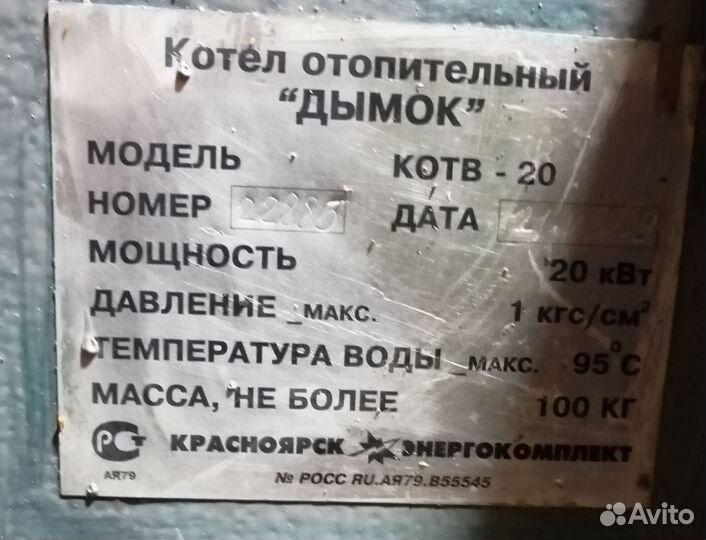 Котел отопительный
“ДЫМОК”
МОДЕЛЬ КОТВ - 20
НОМЕР ДАТА
МОЩНОСТЬ 20 кВт
ДАВЛЕНИЕ _МАКС. 1 кгс/см²
ТЕМПЕРАТУРА ВОДЫ _МАКС. 95°С
МАССА, НЕ БОЛЕЕ 100 КГ
РСТ КРАСНОЯРСК ЭНЕРГОКОМПЛЕКТ
АЯ79 № РОСС RU.АЯ79.В55545
Avito